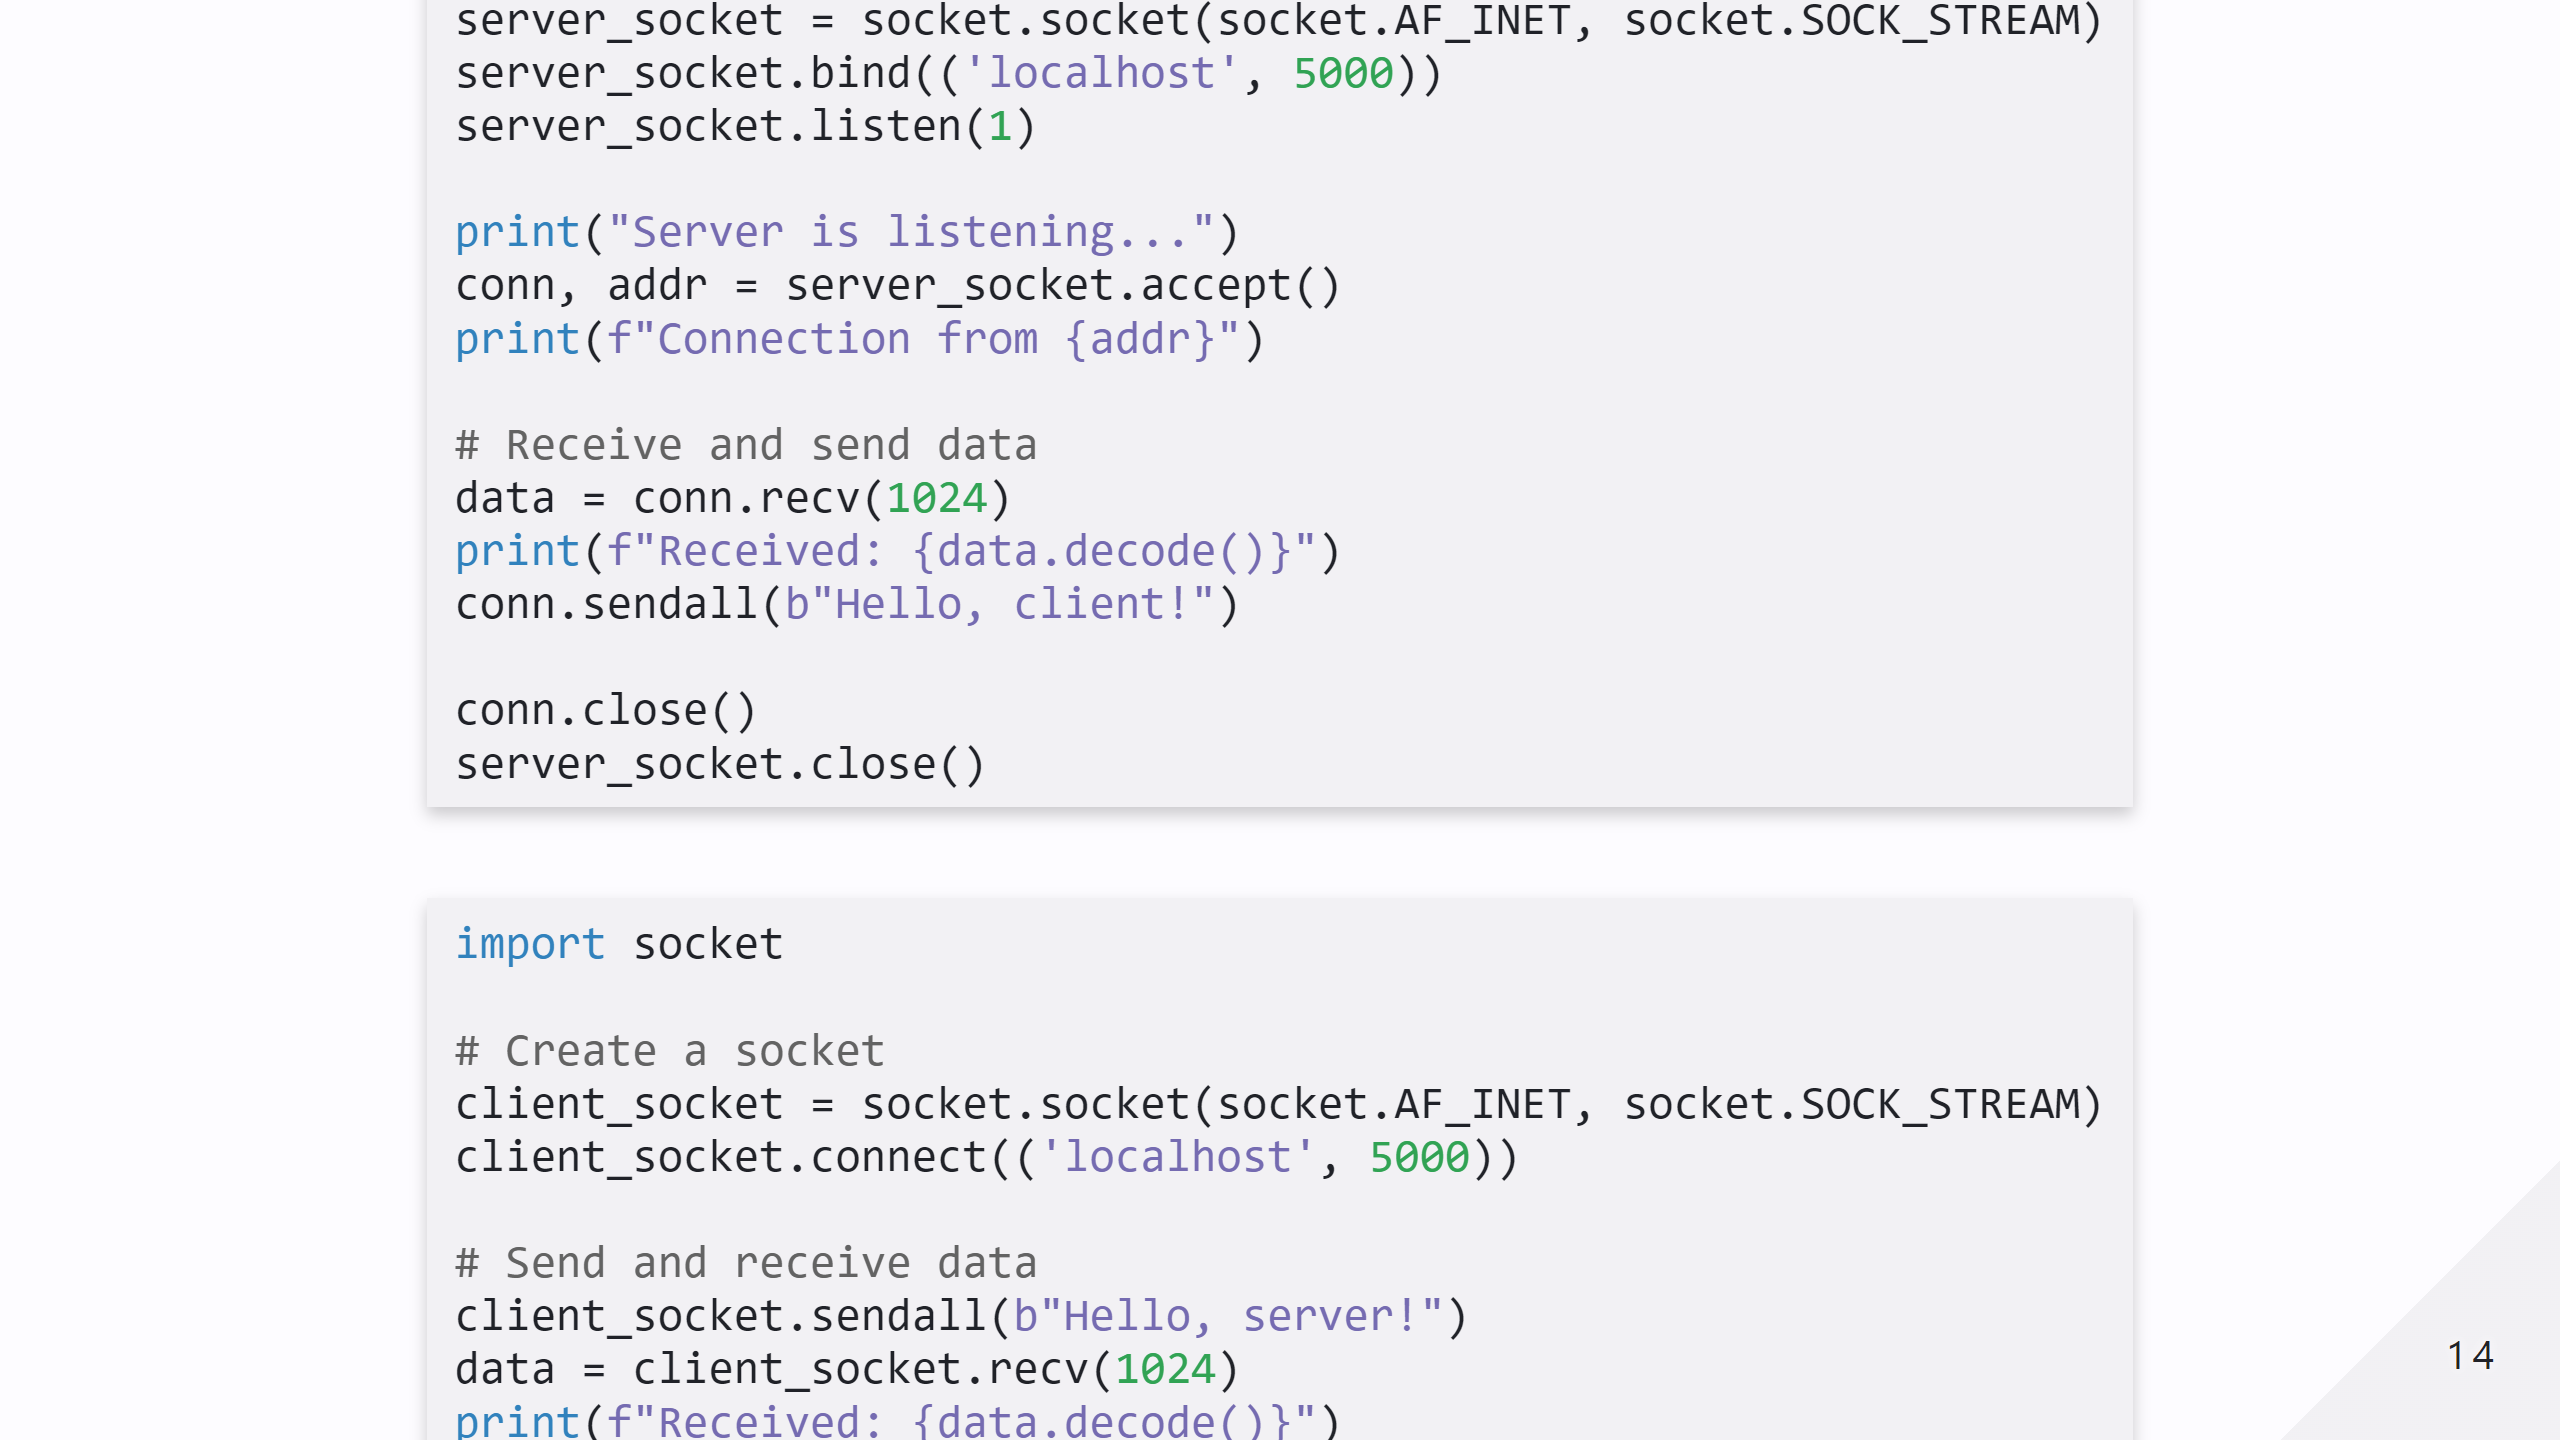 server_socket = socket.socket(socket.AF_INET, socket.SOCK_STREAM)
server_socket.bind(('localhost', 5000))
server_socket.listen(1)

print("Server is listening...")
conn, addr = server_socket.accept()
print(f"Connection from {addr}")

# Receive and send data
data = conn.recv(1024)
print(f"Received: {data.decode()}")
conn.sendall(b"Hello, client!")

conn.close()
server_socket.close()

import socket

# Create a socket
client_socket = socket.socket(socket.AF_INET, socket.SOCK_STREAM)
client_socket.connect(('localhost', 5000))

# Send and receive data
client_socket.sendall(b"Hello, server!")
data = client_socket.recv(1024)
print(f"Received: {data.decode()}")
14